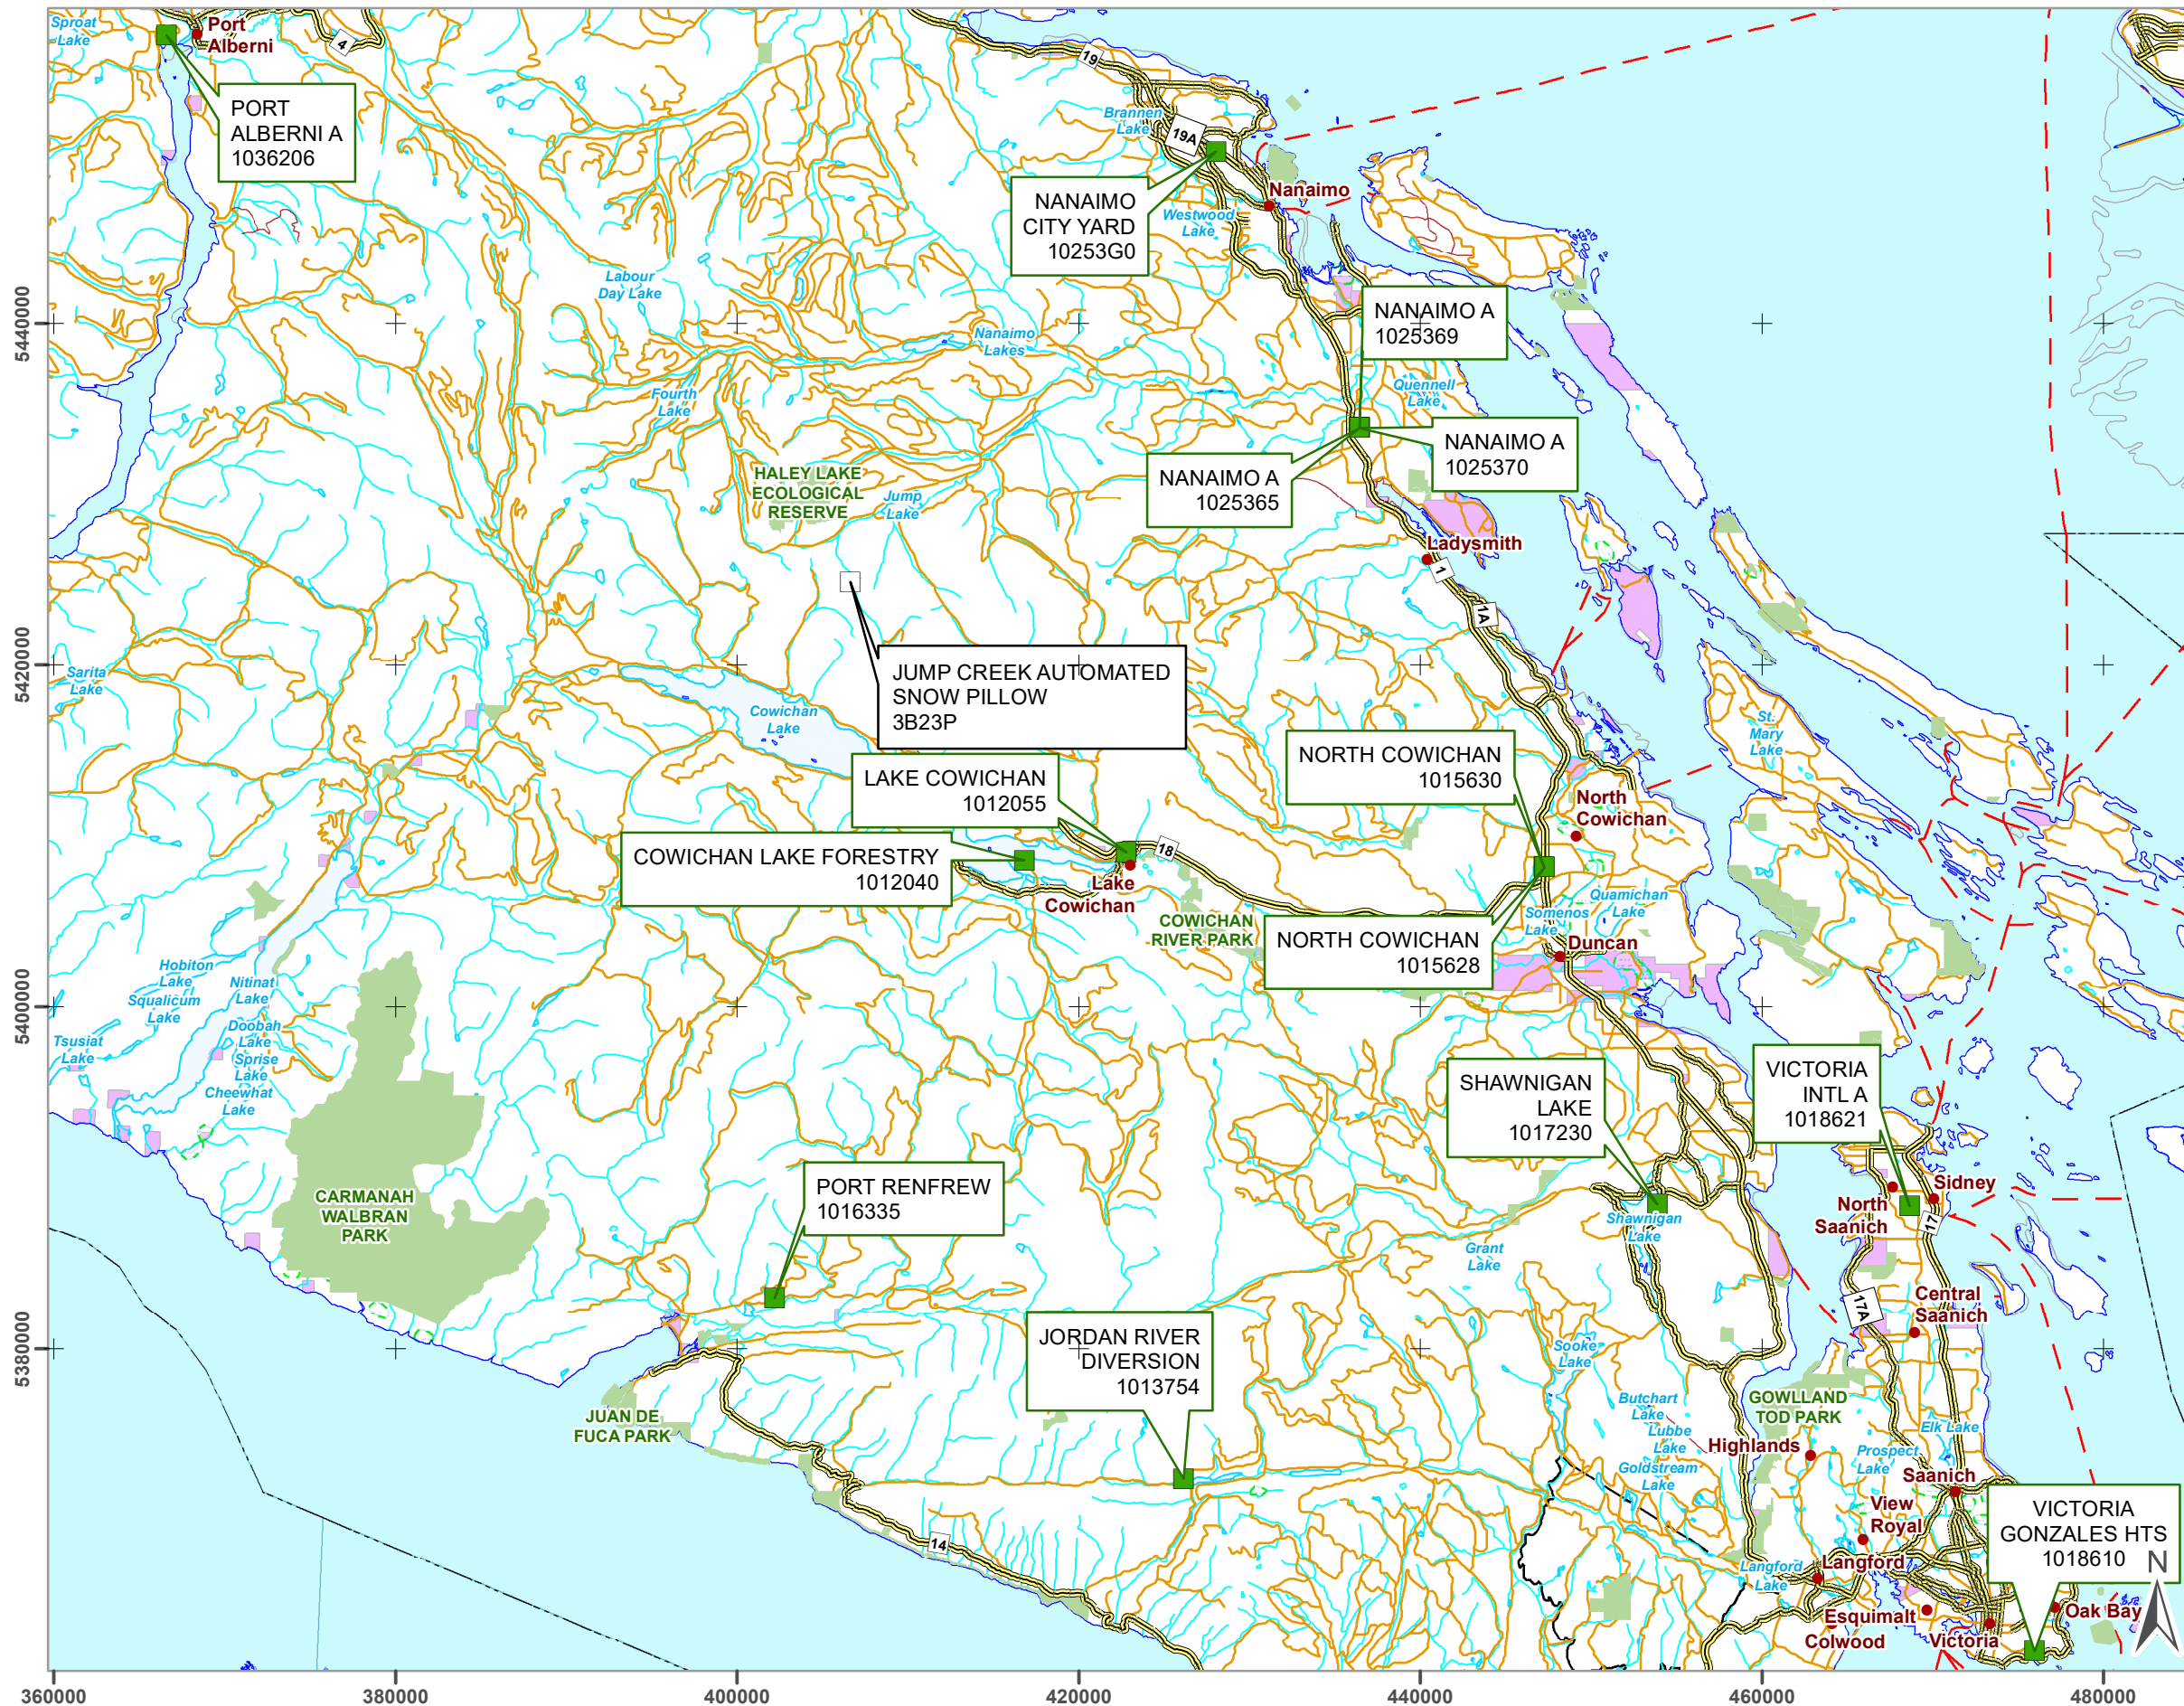 Sproat
Lake
Port
Alberni
4
PORT
ALBERNI A
1036206
19
Brannen
Lake
19A
NANAIMO
CITY YARD
10253G0
Nanaimo
Westwood
Lake
Labour
Day Lake
Nanaimo
Lakes
NANAIMO A
1025369
Fourth
Lake
Quennell
Lake
NANAIMO A
1025370
NANAIMO A
1025365
HALEY LAKE
ECOLOGICAL
RESERVE
Jump
Lake
Ladysmith
1
1A
JUMP CREEK AUTOMATED
SNOW PILLOW
3B23P
Sarita
Lake
Cowichan
Lake
St.
Mary
Lake
LAKE COWICHAN
1012055
NORTH COWICHAN
1015630
North
Cowichan
COWICHAN LAKE FORESTRY
1012040
18
Lake
Cowichan
COWICHAN
RIVER PARK
Quamichan
Lake
Somenos
Lake
Duncan
NORTH COWICHAN
1015628
Hobiton
Lake
Squalicum
Lake
Nitinat
Lake
Doobah
Lake
Tsusiat
Lake
Sprise
Lake
Cheewhat
Lake
SHAWNIGAN
LAKE
1017230
VICTORIA
INTL A
1018621
CARMANAH
WALBRAN
PARK
PORT RENFREW
1016335
Shawnigan
Lake
Grant
Lake
North
Saanich
Sidney
17
17A
Central
Saanich
JORDAN RIVER
DIVERSION
1013754
Sooke
Lake
JUAN DE
FUCA PARK
Butchart
Lake
Lubbe
Lake
Goldstream
Lake
GOWLLAND
TOD PARK
Highlands
Elk Lake
Prospect
Lake
Saanich
View
Royal
VICTORIA
GONZALES HTS
1018610
14
Langford
Lake
Langford
Esquimalt
Colwood
Victoria
Oak Bay
N
5440000
5420000
5400000
5380000
360000
380000
400000
420000
440000
460000
480000